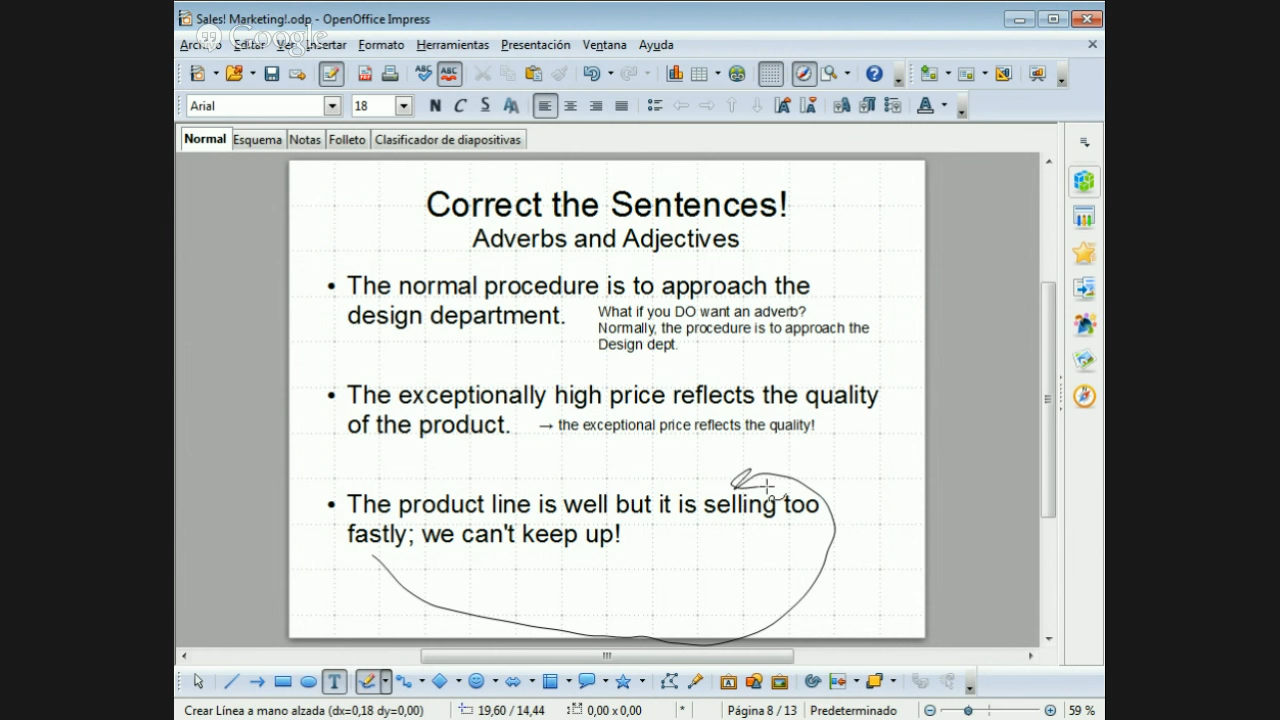 Sales! Marketing!.odp - OpenOffice Impress
Google
Archivo Editar Ver Insertar Formato Herramientas Presentación Ventana Ayuda
Arial 18 N C S A
Normal Esquema Notas Folleto Clasificador de diapositivas
Correct the Sentences!
Adverbs and Adjectives
• The normal procedure is to approach the
design department.
What if you DO want an adverb?
Normally, the procedure is to approach the
Design dept.
• The exceptionally high price reflects the quality
of the product. → the exceptional price reflects the quality!
• The product line is well but it is selling too
fastly; we can't keep up!
Crear Línea a mano alzada (dx=0,18 dy=0,00) 19,60 / 14,44 0,00 x 0,00 * Página 8 / 13 Predeterminado 59 %